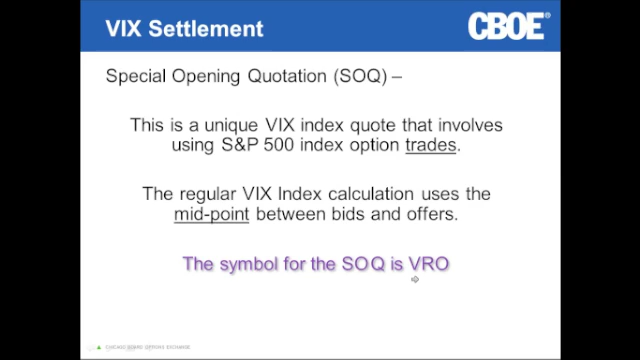 VIX Settlement
CBOE®
Special Opening Quotation (SOQ) –
This is a unique VIX index quote that involves
using S&P 500 index option trades.
The regular VIX Index calculation uses the
mid-point between bids and offers.
The symbol for the SOQ is VRO
CHICAGO BOARD OPTIONS EXCHANGE